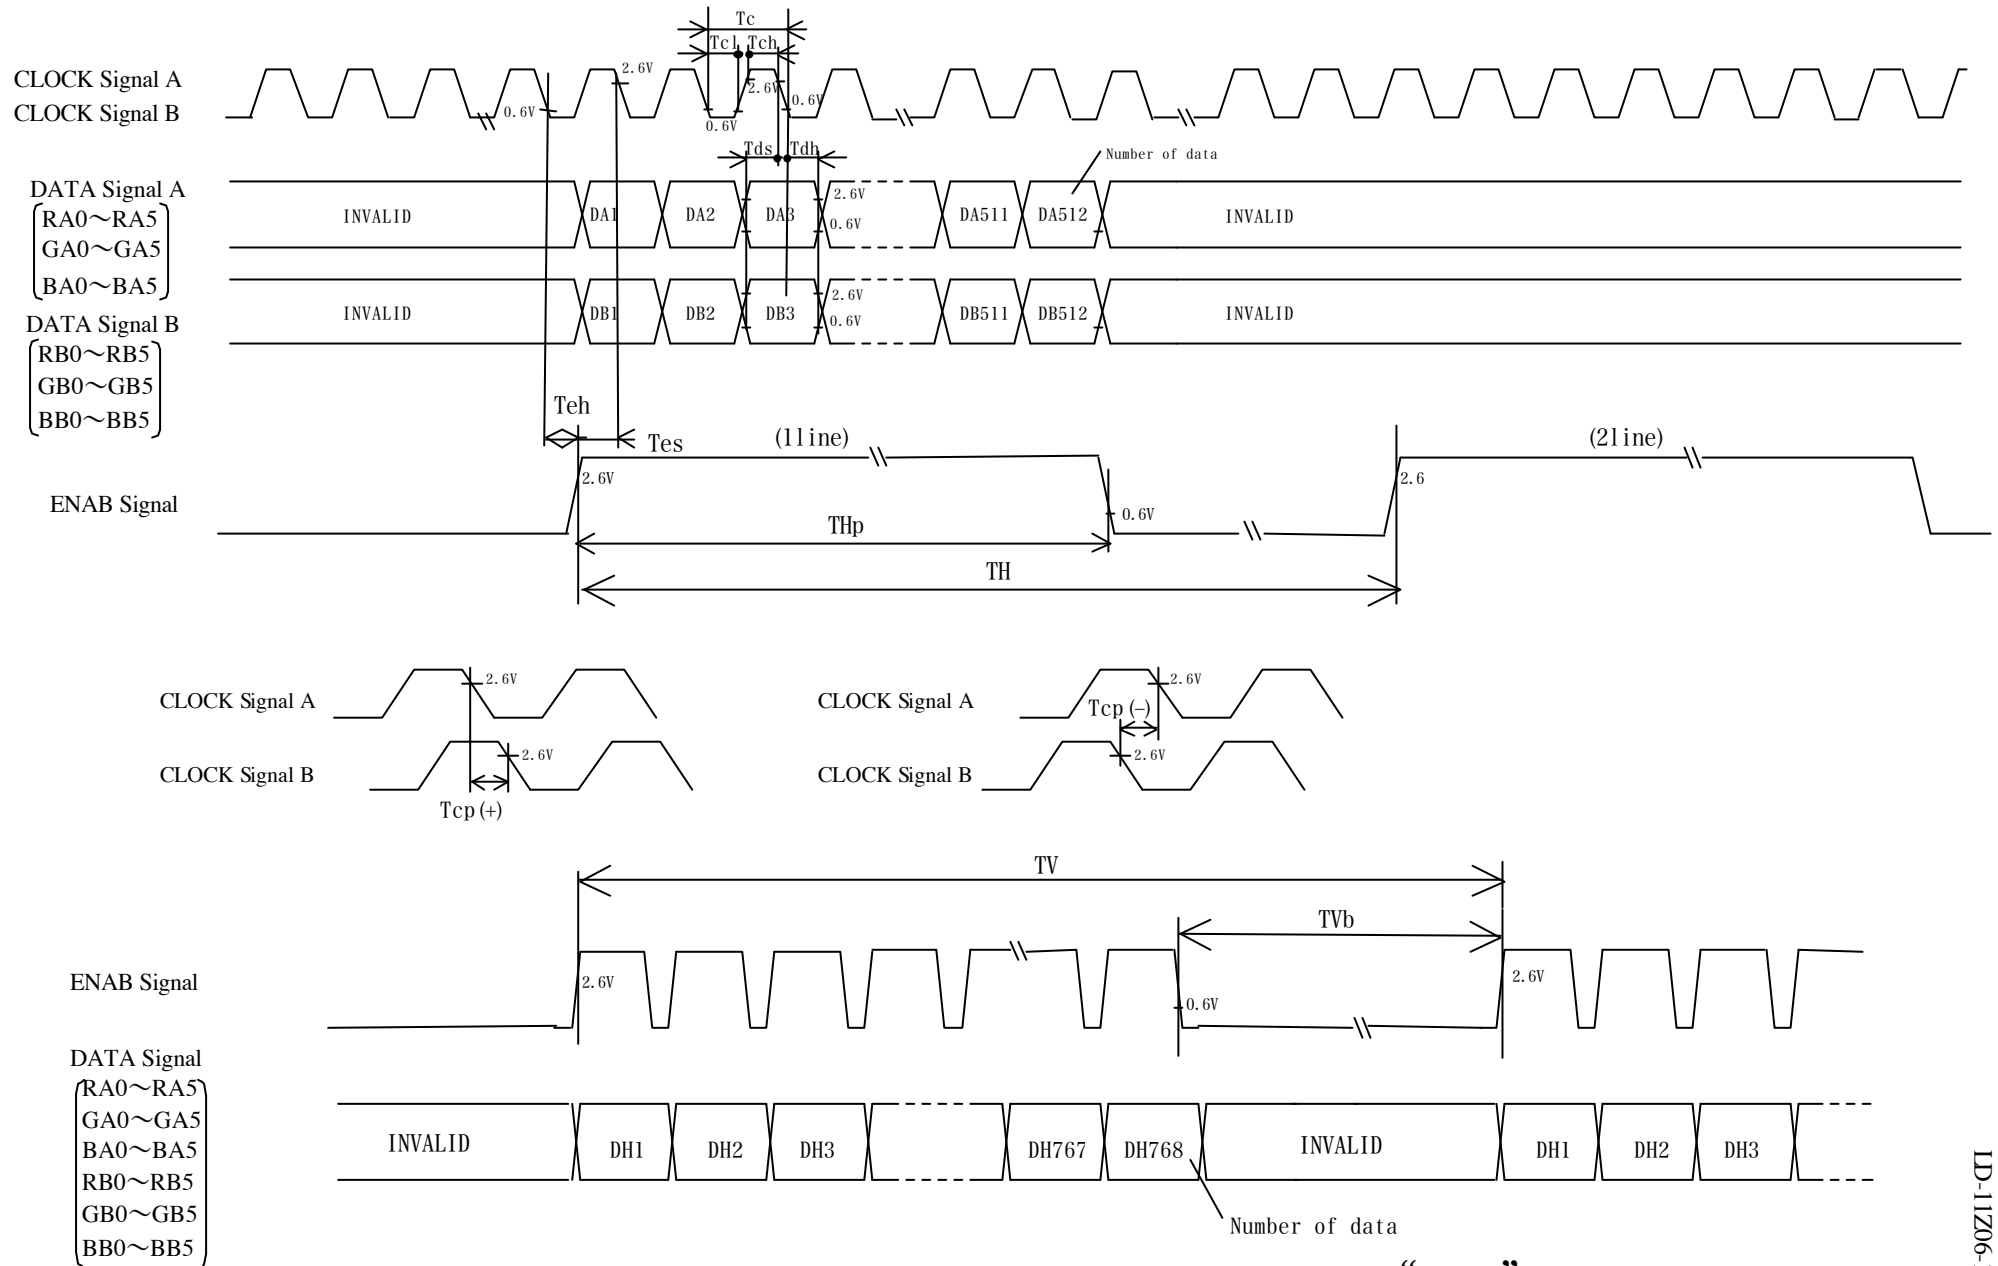 Tc
Tcl Tch
CLOCK Signal A
2.6V
2.6V
0.6V
CLOCK Signal B
0.6V
0.6V
Tds Tdh
Number of data
DATA Signal A
RA0～RA5
GA0～GA5
BA0～BA5
INVALID DA1 DA2 DA3 2.6V 0.6V DA511 DA512 INVALID
DATA Signal B
RB0～RB5
GB0～GB5
BB0～BB5
INVALID DB1 DB2 DB3 2.6V 0.6V DB511 DB512 INVALID
Teh
Tes
(1line)
(2line)
ENAB Signal
2.6V
0.6V
2.6
THp
TH
CLOCK Signal A
2.6V
CLOCK Signal B
2.6V
Tcp(+)
CLOCK Signal A
2.6V
Tcp(−)
CLOCK Signal B
2.6V
TV
TVb
ENAB Signal
2.6V
0.6V
2.6V
DATA Signal
RA0～RA5
GA0～GA5
BA0～BA5
RB0～RB5
GB0～GB5
BB0～BB5
INVALID DH1 DH2 DH3 DH767 DH768 INVALID DH1 DH2 DH3
Number of data
LD-11Z06-